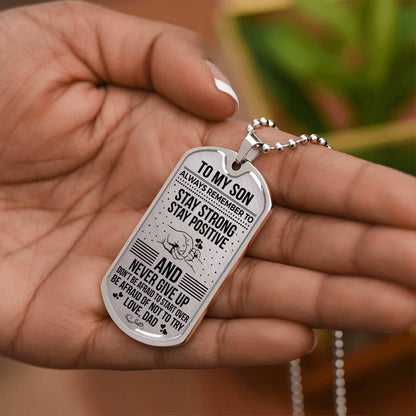 TO MY SON
ALWAYS REMEMBER TO
STAY STRONG
STAY POSITIVE
AND
NEVER GIVE UP
DON'T BE AFRAID TO START OVER
BE AFRAID OF NOT TO TRY
LOVE, DAD